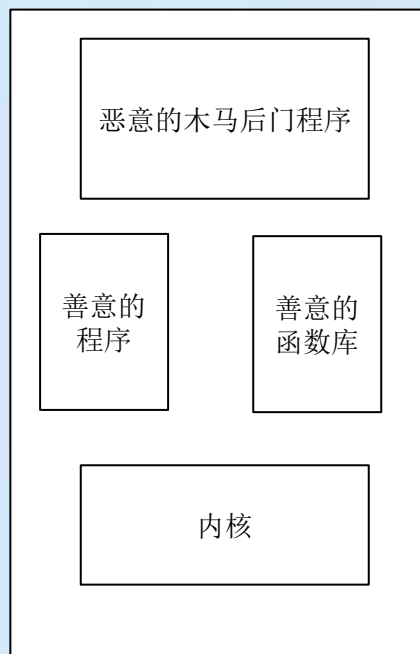 恶意的木马后门程序
善意的
程序
善意的
函数库
内核